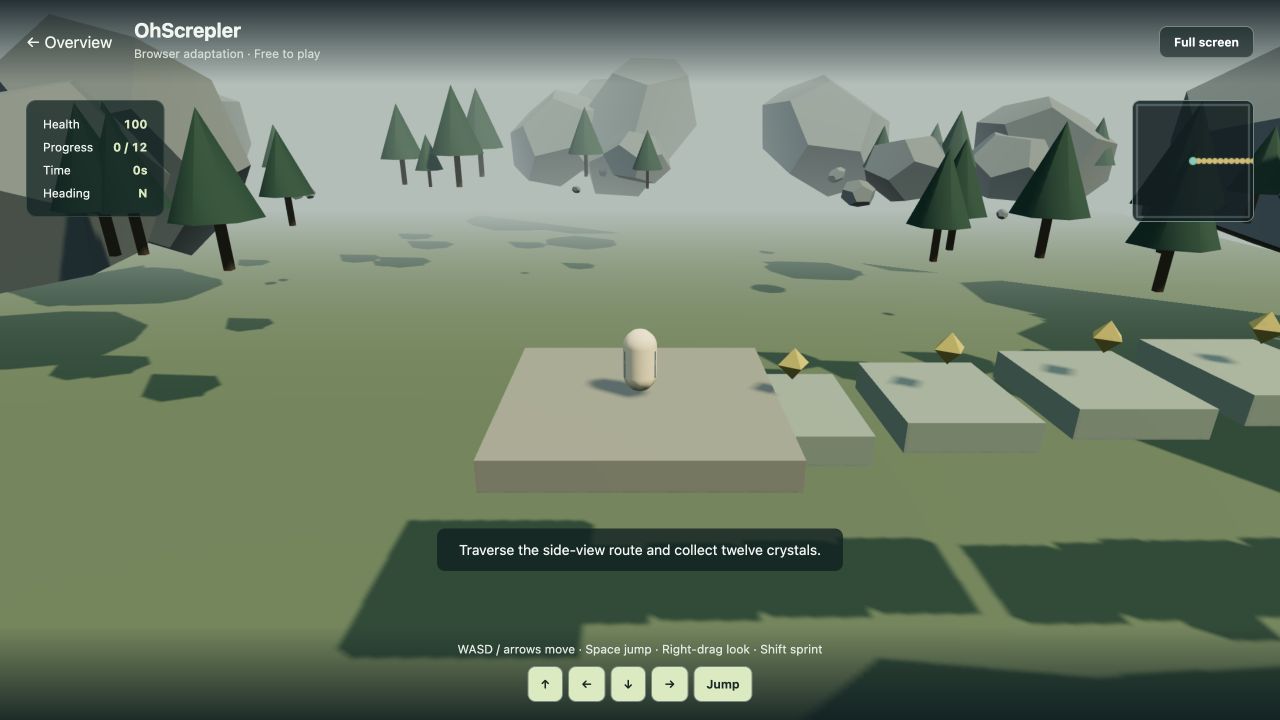 ← Overview
OhScrepler
Browser adaptation · Free to play
Full screen
Health 100
Progress 0 / 12
Time 0s
Heading N
Traverse the side-view route and collect twelve crystals.
WASD / arrows move · Space jump · Right-drag look · Shift sprint
↑ ← ↓ → Jump